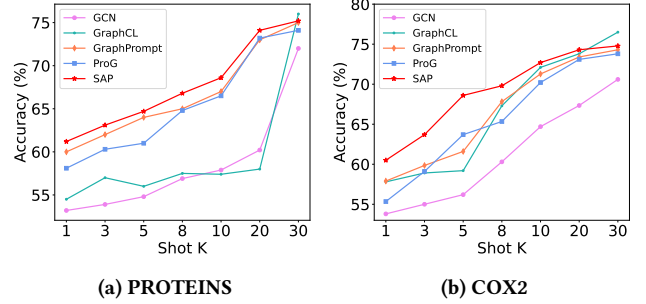 GCN
GraphCL
GraphPrompt
ProG
SAP
Accuracy (%)
75
70
65
60
55
1 3 5 8 10 20 30
Shot K
(a) PROTEINS
GCN
GraphCL
GraphPrompt
ProG
SAP
Accuracy (%)
80
75
70
65
60
55
1 3 5 8 10 20 30
Shot K
(b) COX2